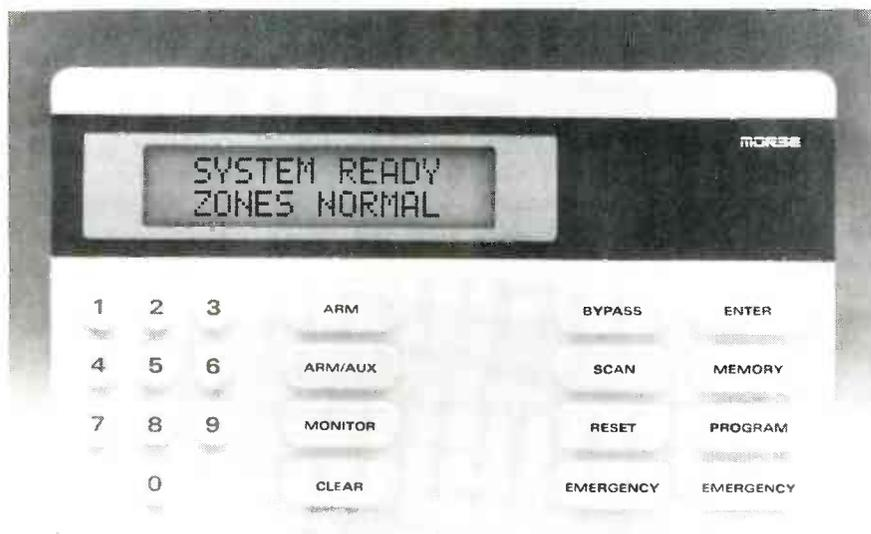 MORSE
SYSTEM READY
ZONES NORMAL
1 2 3 ARM BYPASS ENTER
4 5 6 ARM/AUX SCAN MEMORY
7 8 9 MONITOR RESET PROGRAM
0 CLEAR EMERGENCY EMERGENCY